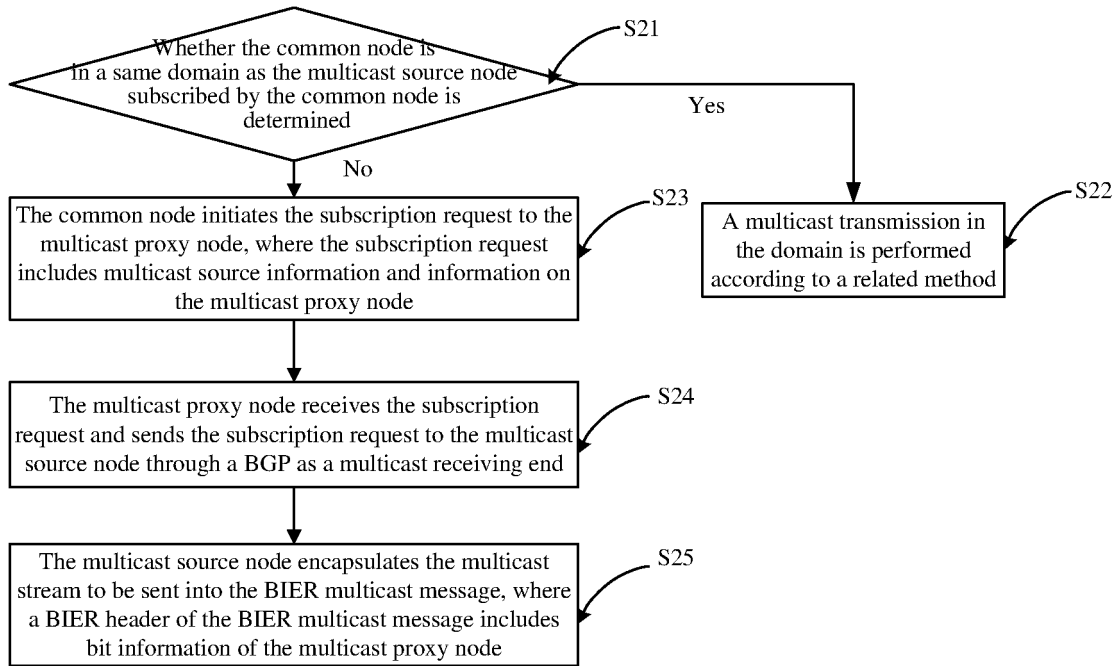 Whether the common node is
in a same domain as the multicast source node
subscribed by the common node is
determined
S21
Yes
No
The common node initiates the subscription request to the
multicast proxy node, where the subscription request
includes multicast source information and information on
the multicast proxy node
S23
A multicast transmission in
the domain is performed
according to a related method
S22
The multicast proxy node receives the subscription
request and sends the subscription request to the multicast
source node through a BGP as a multicast receiving end
S24
The multicast source node encapsulates the multicast
stream to be sent into the BIER multicast message, where
a BIER header of the BIER multicast message includes
bit information of the multicast proxy node
S25